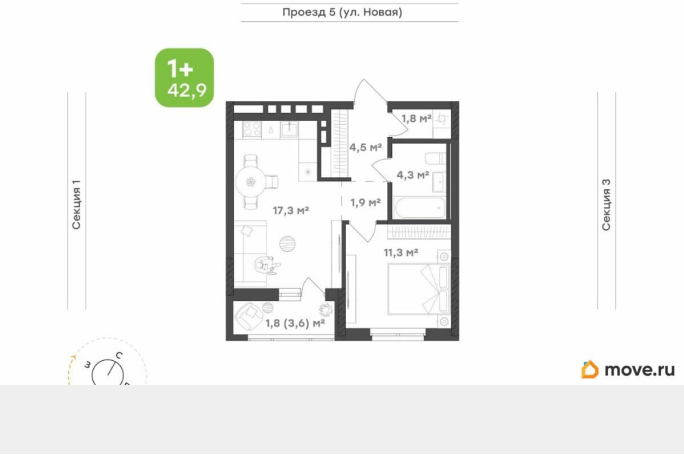 Проезд 5 (ул. Новая)
1+
42,9
1,8 м²
4,5 м²
4,3 м²
17,3 м²
1,9 м²
11,3 м²
1,8 (3,6) м²
Секция 1
Секция 3
С
З
move.ru